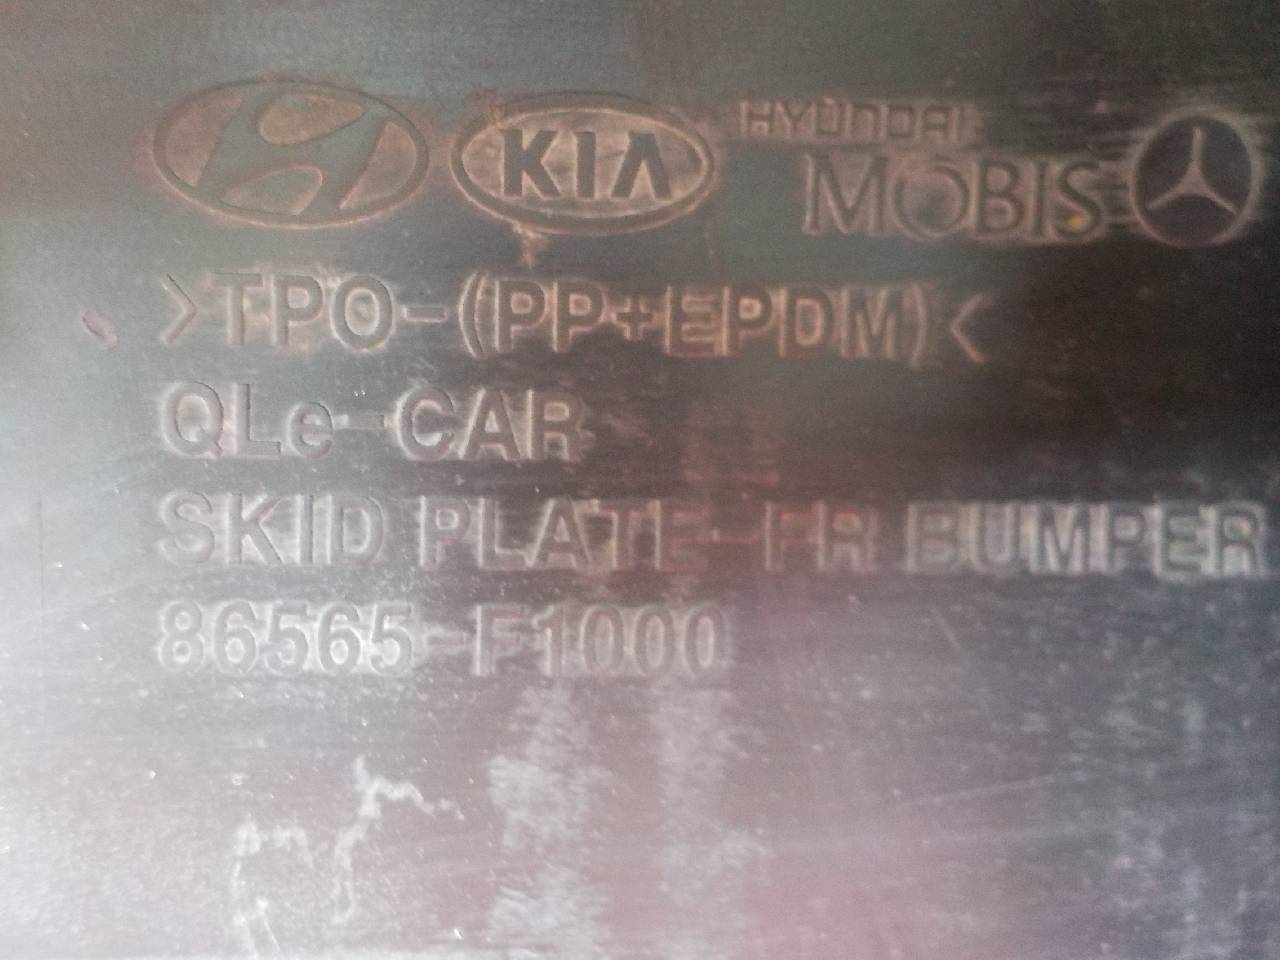 KIA HYUNDAI
MOBIS
>TPO-(PP+EPDM)<
QLe-CAR
SKID PLATE-FR BUMPER
86565-F1000